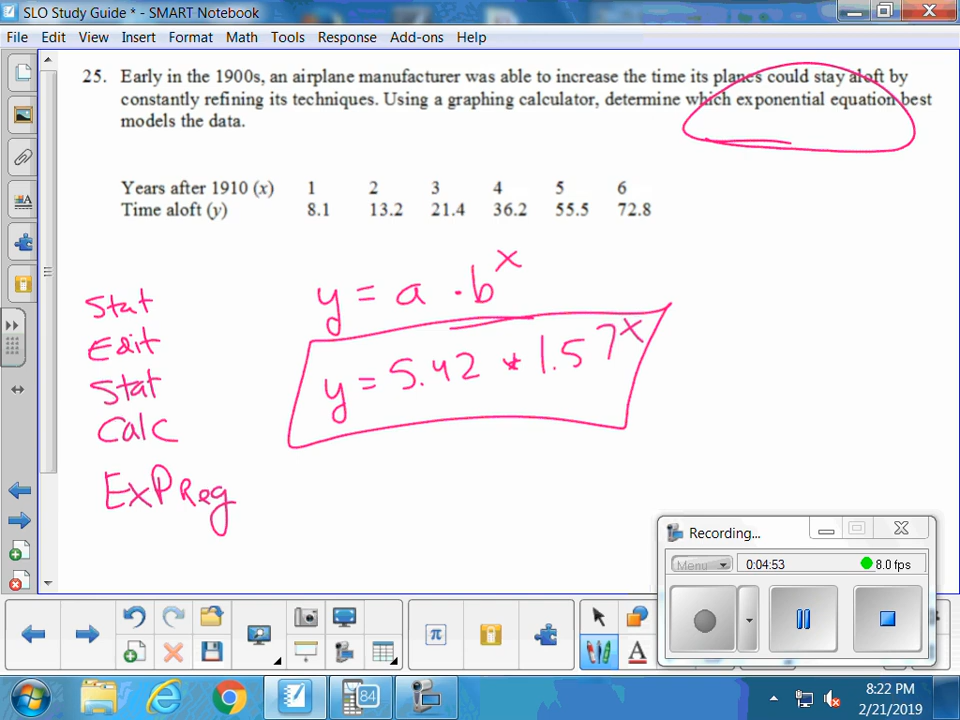 SLO Study Guide * - SMART Notebook
File Edit View Insert Format Math Tools Response Add-ons Help
25. Early in the 1900s, an airplane manufacturer was able to increase the time its planes could stay aloft by
constantly refining its techniques. Using a graphing calculator, determine which exponential equation best
models the data.
Years after 1910 (x) 1 2 3 4 5 6
Time aloft (y) 8.1 13.2 21.4 36.2 55.5 72.8
y = a · b^x
y = 5.42 * 1.57^x
Stat
Edit
Stat
Calc
ExPReg
Recording...
Menu 0:04:53 8.0 fps
π A
84
8:22 PM
2/21/2019